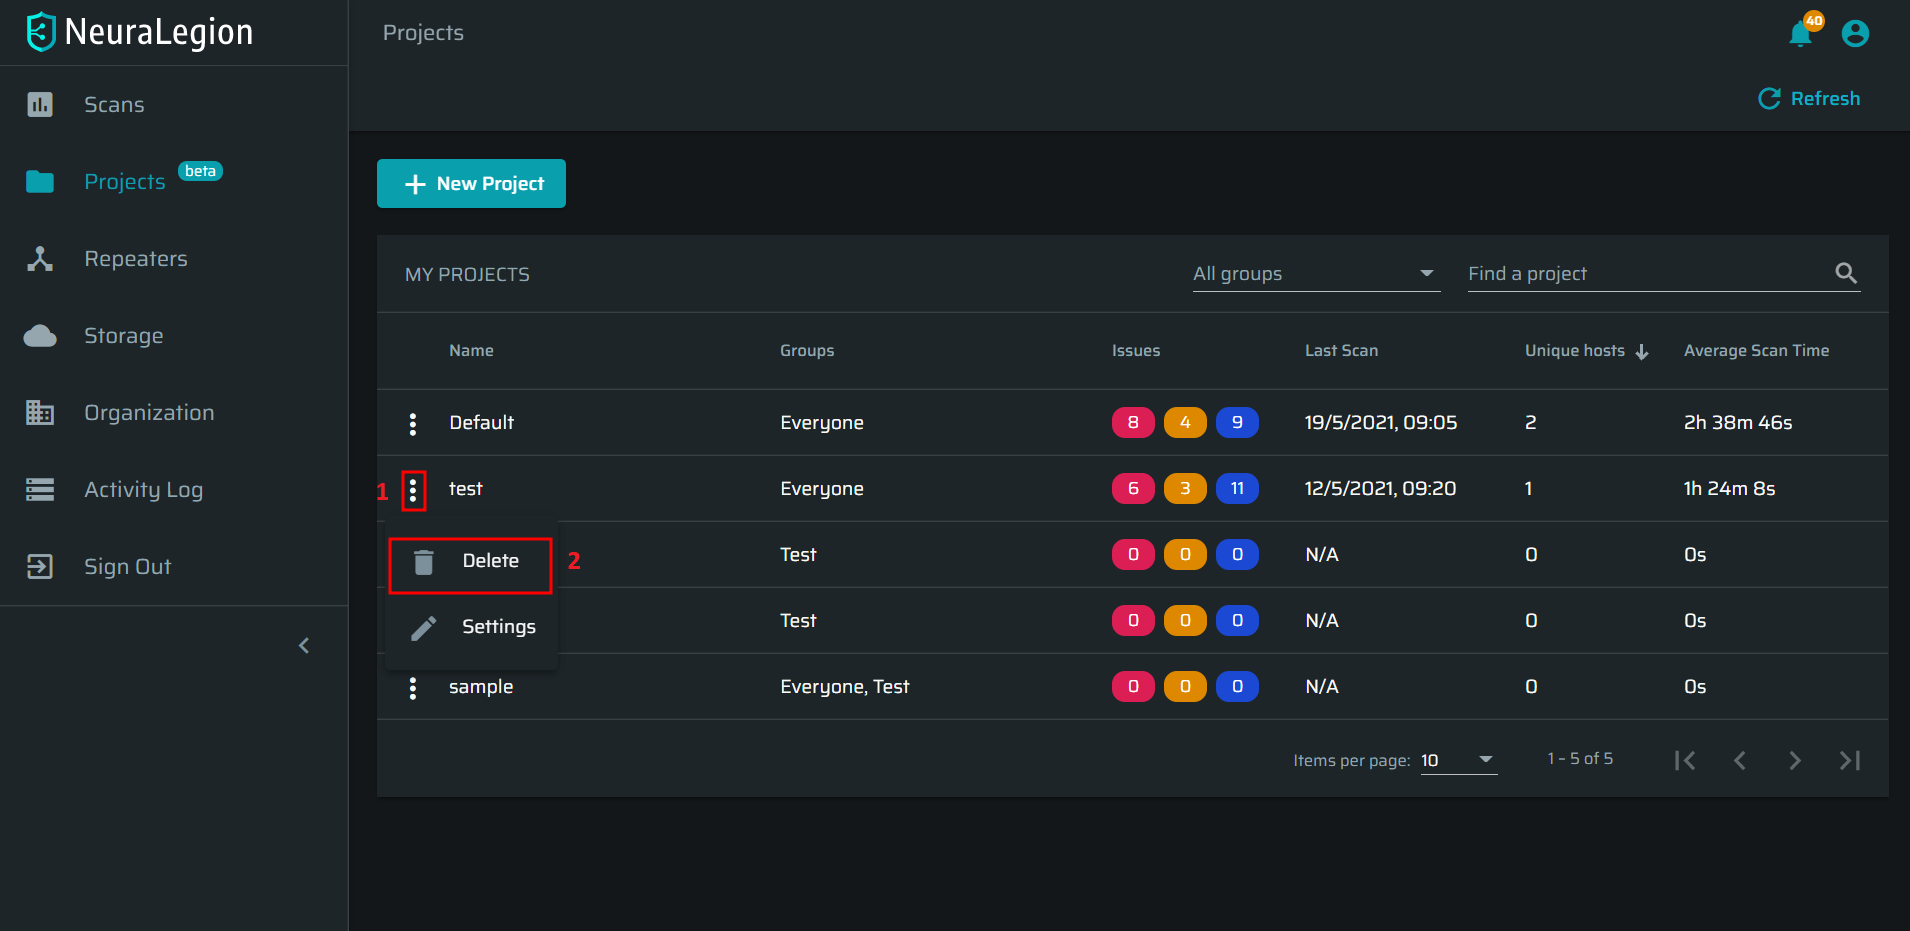 NeuraLegion
Projects
40
Refresh
Scans
Projects beta
Repeaters
Storage
Organization
Activity Log
Sign Out
New Project
MY PROJECTS
All groups
Find a project
Name Groups Issues Last Scan Unique hosts Average Scan Time
Default Everyone 8 4 9 19/5/2021, 09:05 2 2h 38m 46s
1 test Everyone 6 3 11 12/5/2021, 09:20 1 1h 24m 8s
Delete 2
Test 0 0 0 N/A 0 0s
Settings
Test 0 0 0 N/A 0 0s
sample Everyone, Test 0 0 0 N/A 0 0s
Items per page: 10 1 – 5 of 5